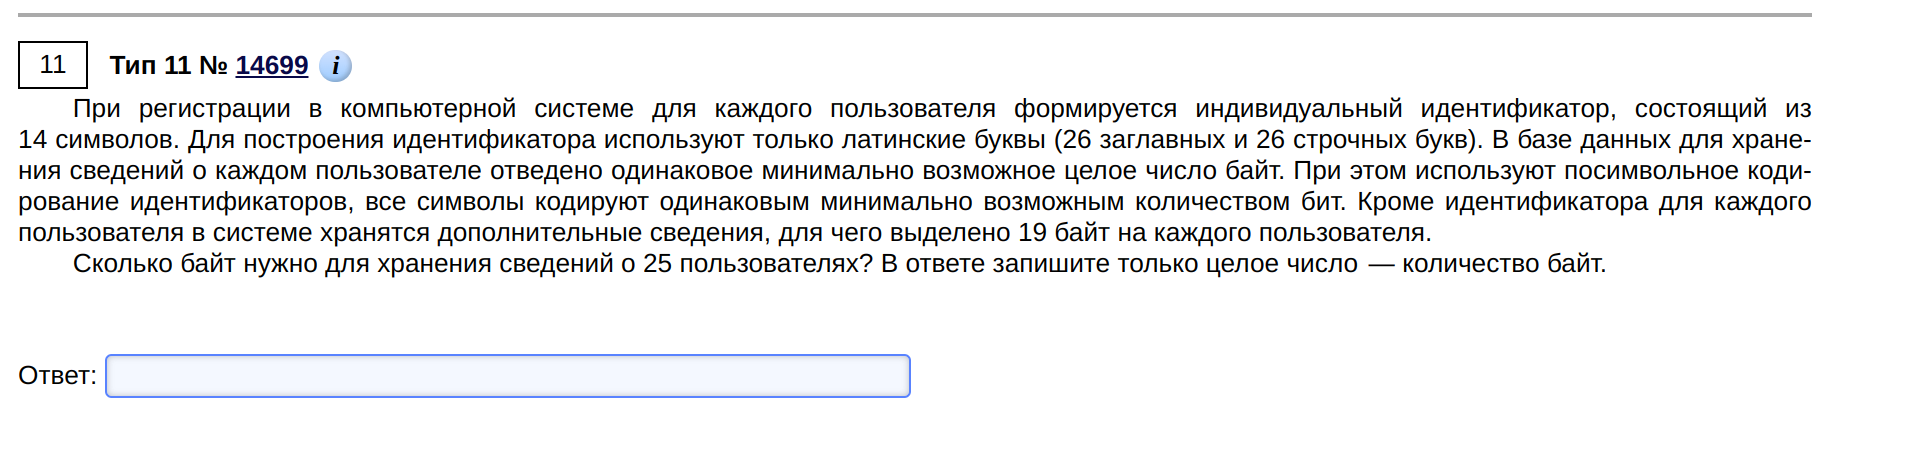 11 Тип 11 № 14699 i
При регистрации в компьютерной системе для каждого пользователя формируется индивидуальный идентификатор, состоящий из
14 символов. Для построения идентификатора используют только латинские буквы (26 заглавных и 26 строчных букв). В базе данных для хране-
ния сведений о каждом пользователе отведено одинаковое минимально возможное целое число байт. При этом используют посимвольное коди-
рование идентификаторов, все символы кодируют одинаковым минимально возможным количеством бит. Кроме идентификатора для каждого
пользователя в системе хранятся дополнительные сведения, для чего выделено 19 байт на каждого пользователя.
Сколько байт нужно для хранения сведений о 25 пользователях? В ответе запишите только целое число — количество байт.
Ответ: